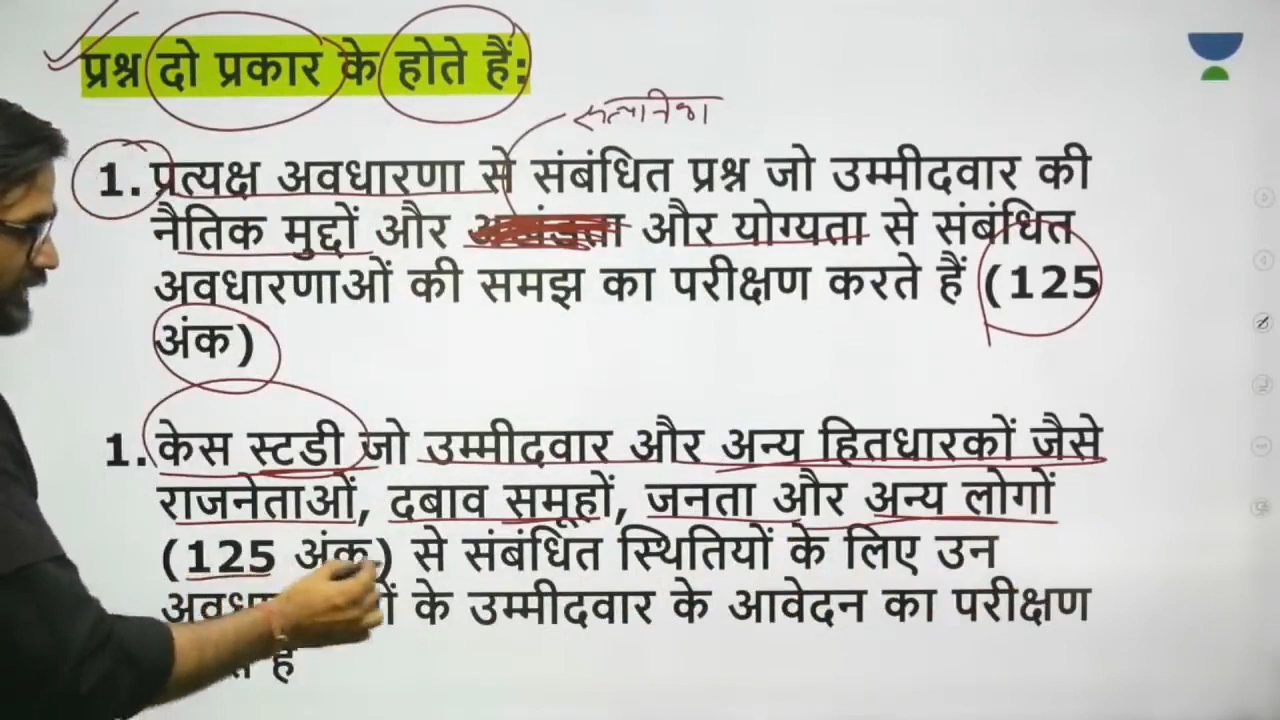 प्रश्न दो प्रकार के होते हैं:
सत्यनिष्ठा
1. प्रत्यक्ष अवधारणा से संबंधित प्रश्न जो उम्मीदवार की
नैतिक मुद्दों और और योग्यता से संबंधित
अवधारणाओं की समझ का परीक्षण करते हैं (125
अंक)
1. केस स्टडी जो उम्मीदवार और अन्य हितधारकों जैसे
राजनेताओं, दबाव समूहों, जनता और अन्य लोगों
(125 अंक) से संबंधित स्थितियों के लिए उन
के उम्मीदवार के आवेदन का परीक्षण
हैं